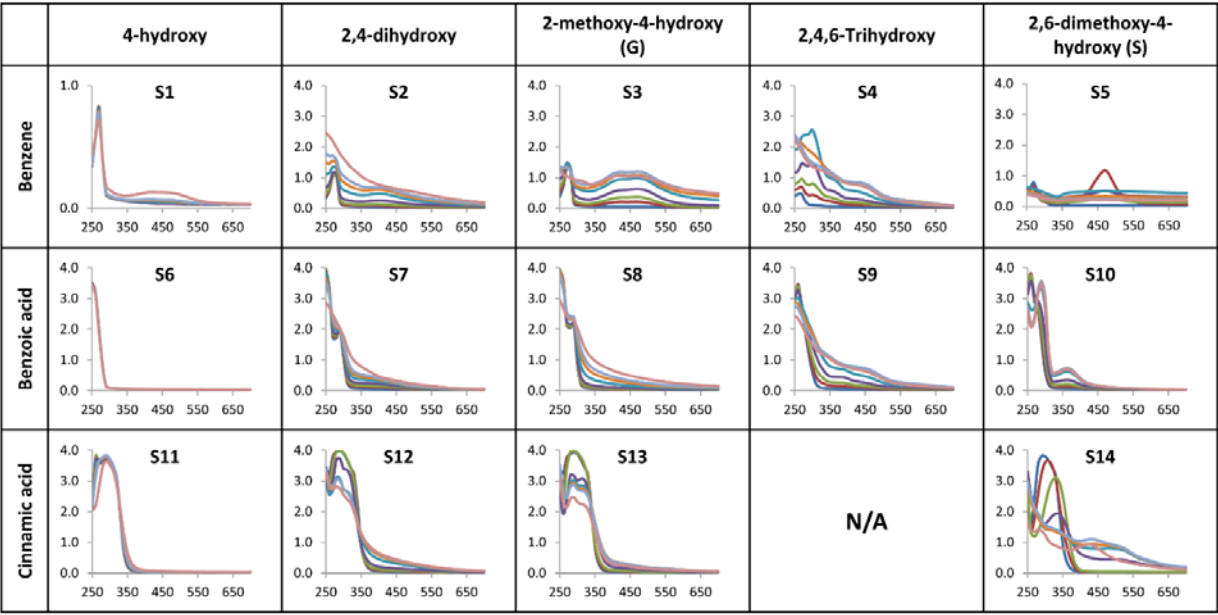 4-hydroxy
2,4-dihydroxy
2-methoxy-4-hydroxy
(G)
2,4,6-Trihydroxy
2,6-dimethoxy-4-
hydroxy (S)
Benzene
S1
1.0
0.0
250 350 450 550 650
S2
4.0
3.0
2.0
1.0
0.0
250 350 450 550 650
S3
4.0
3.0
2.0
1.0
0.0
250 350 450 550 650
S4
4.0
3.0
2.0
1.0
0.0
250 350 450 550 650
S5
4.0
3.0
2.0
1.0
0.0
250 350 450 550 650
Benzoic acid
S6
4.0
3.0
2.0
1.0
0.0
250 350 450 550 650
S7
4.0
3.0
2.0
1.0
0.0
250 350 450 550 650
S8
4.0
3.0
2.0
1.0
0.0
250 350 450 550 650
S9
4.0
3.0
2.0
1.0
0.0
250 350 450 550 650
S10
4.0
3.0
2.0
1.0
0.0
250 350 450 550 650
Cinnamic acid
S11
4.0
3.0
2.0
1.0
0.0
250 350 450 550 650
S12
4.0
3.0
2.0
1.0
0.0
250 350 450 550 650
S13
4.0
3.0
2.0
1.0
0.0
250 350 450 550 650
N/A
S14
4.0
3.0
2.0
1.0
0.0
250 350 450 550 650